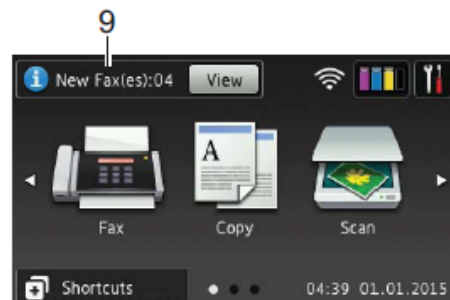 9
New Fax(es):04 View
A
Fax Copy Scan
Shortcuts 04:39 01.01.2015